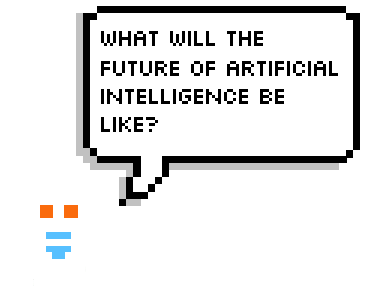 WHAT WILL THE
FUTURE OF ARTIFICIAL
INTELLIGENCE BE
LIKE?